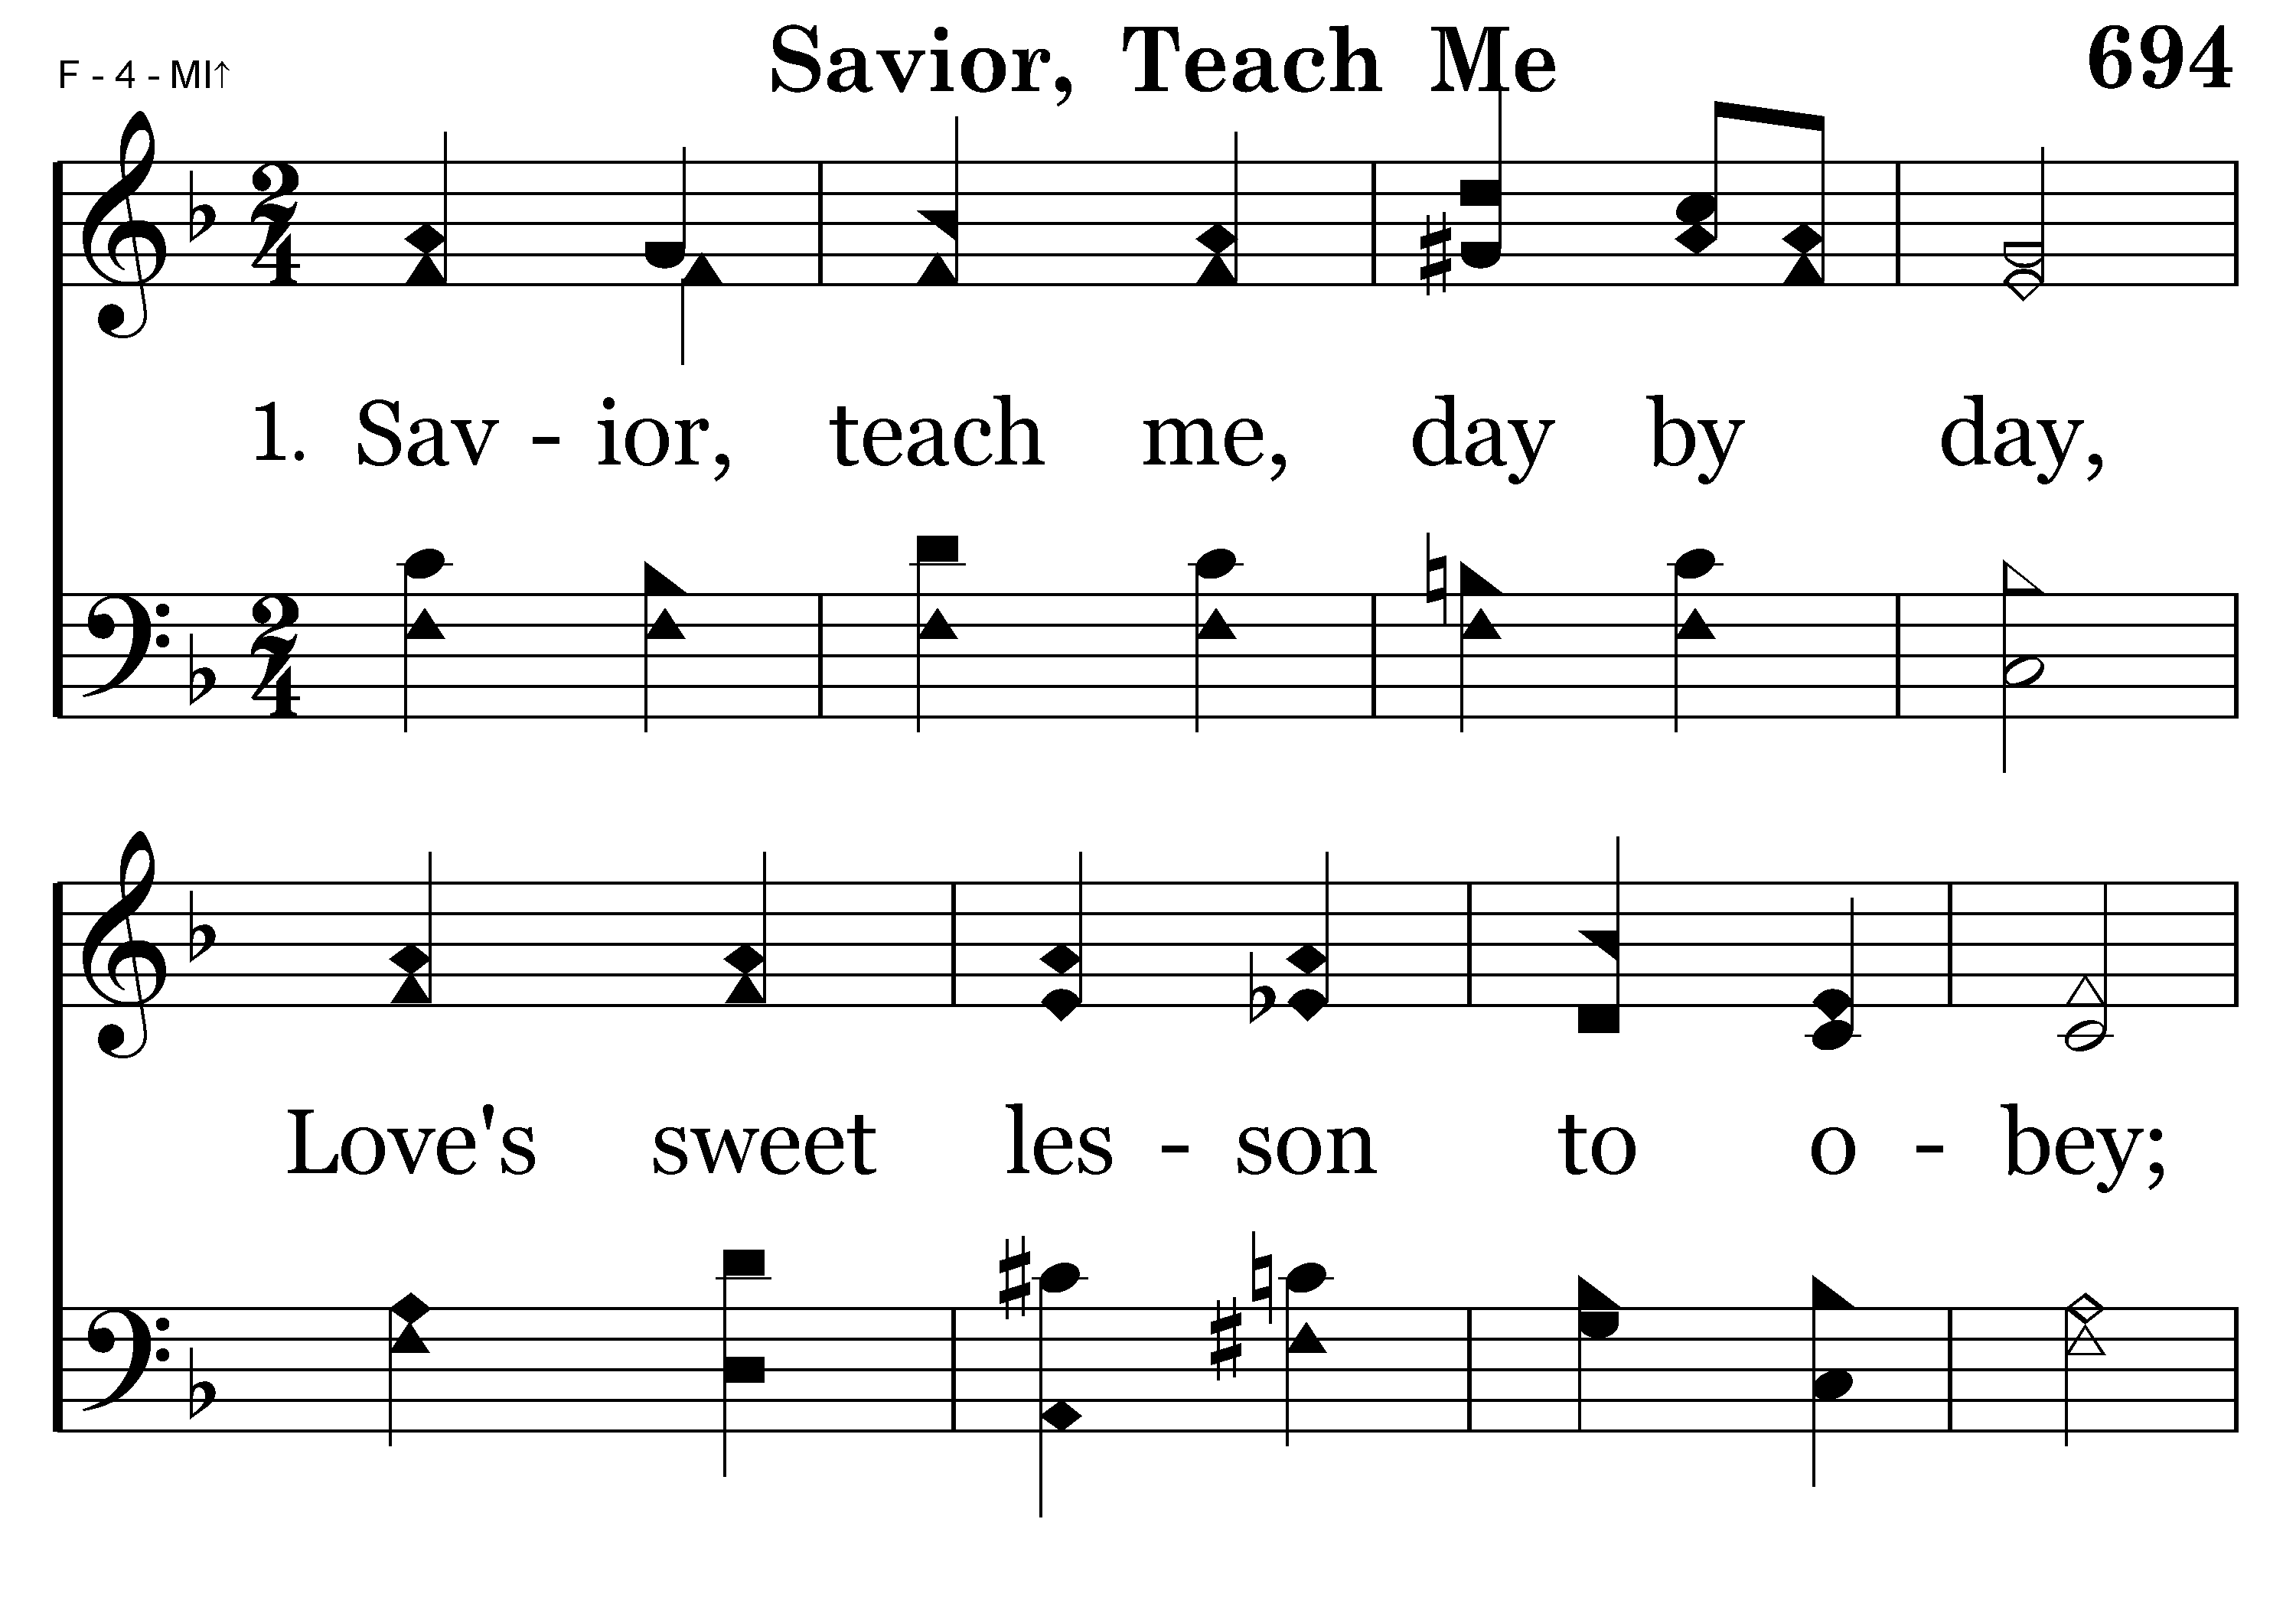 Savior, Teach Me
F - 4 - MI↑
694
1. Sav - ior, teach me, day by day,
Love's sweet les - son to o - bey;